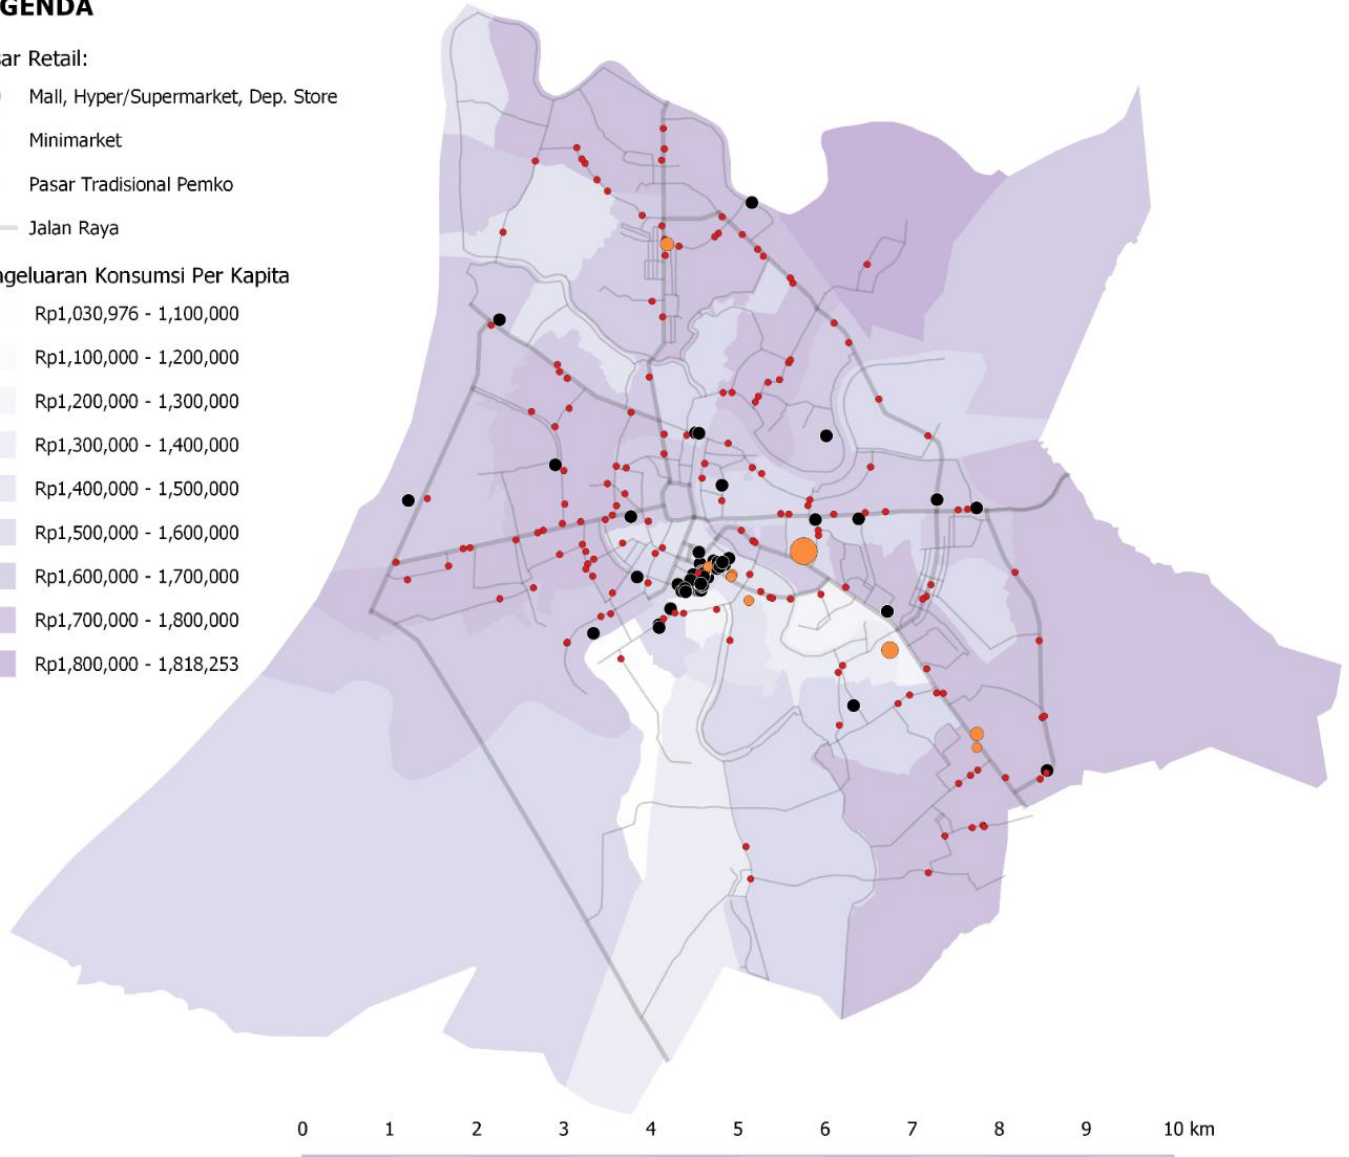 GENDA
ar Retail:
Mall, Hyper/Supermarket, Dep. Store
Minimarket
Pasar Tradisional Pemko
Jalan Raya
ngeluaran Konsumsi Per Kapita
Rp1,030,976 - 1,100,000
Rp1,100,000 - 1,200,000
Rp1,200,000 - 1,300,000
Rp1,300,000 - 1,400,000
Rp1,400,000 - 1,500,000
Rp1,500,000 - 1,600,000
Rp1,600,000 - 1,700,000
Rp1,700,000 - 1,800,000
Rp1,800,000 - 1,818,253
0 1 2 3 4 5 6 7 8 9 10 km